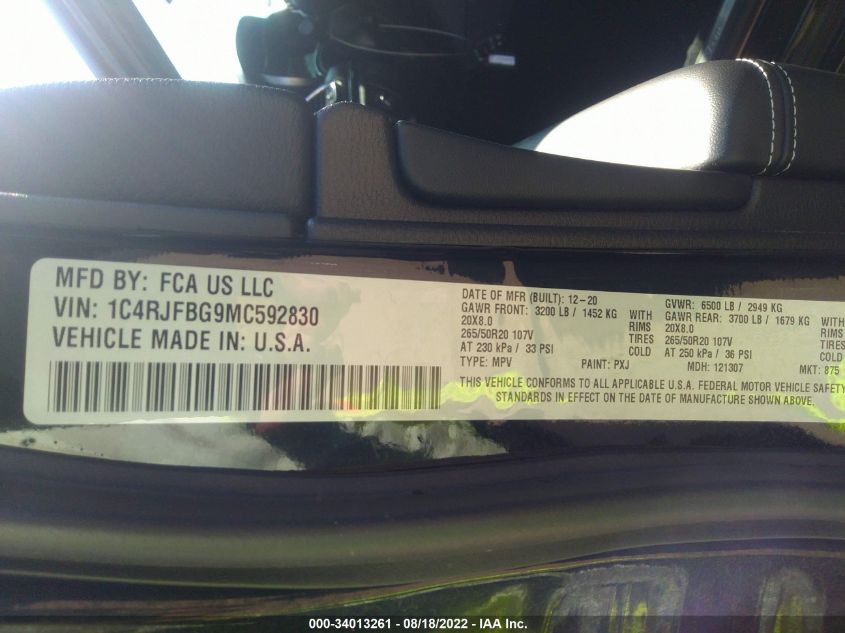 MFD BY: FCA US LLC
VIN: 1C4RJFBG9MC592830
VEHICLE MADE IN: U.S.A.
DATE OF MFR (BUILT): 12-20
GAWR FRONT: 3200 LB / 1452 KG WITH
20X8.0 RIMS
265/50R20 107V TIRES
AT 230 kPa / 33 PSI COLD
TYPE: MPV PAINT: PXJ
GVWR: 6500 LB / 2949 KG
GAWR REAR: 3700 LB / 1679 KG WITH
20X8.0 RIMS
265/50R20 107V TIRES
AT 250 kPa / 36 PSI COLD
MDH: 121307 MKT: 875
THIS VEHICLE CONFORMS TO ALL APPLICABLE U.S.A. FEDERAL MOTOR VEHICLE SAFETY
STANDARDS IN EFFECT ON THE DATE OF MANUFACTURE SHOWN ABOVE.
000-34013261 - 08/18/2022 - IAA Inc.